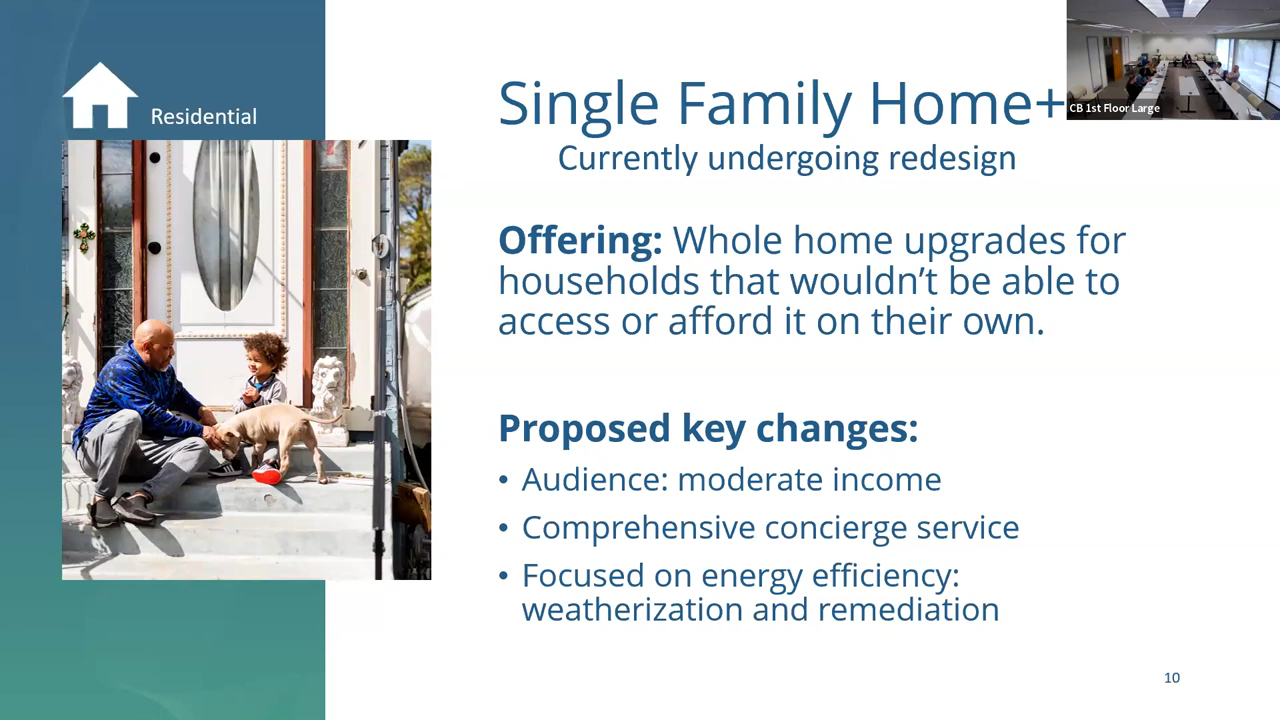 Residential
Single Family Home+
CB 1st Floor Large
Currently undergoing redesign
Offering: Whole home upgrades for
households that wouldn’t be able to
access or afford it on their own.
Proposed key changes:
• Audience: moderate income
• Comprehensive concierge service
• Focused on energy efficiency:
weatherization and remediation
10